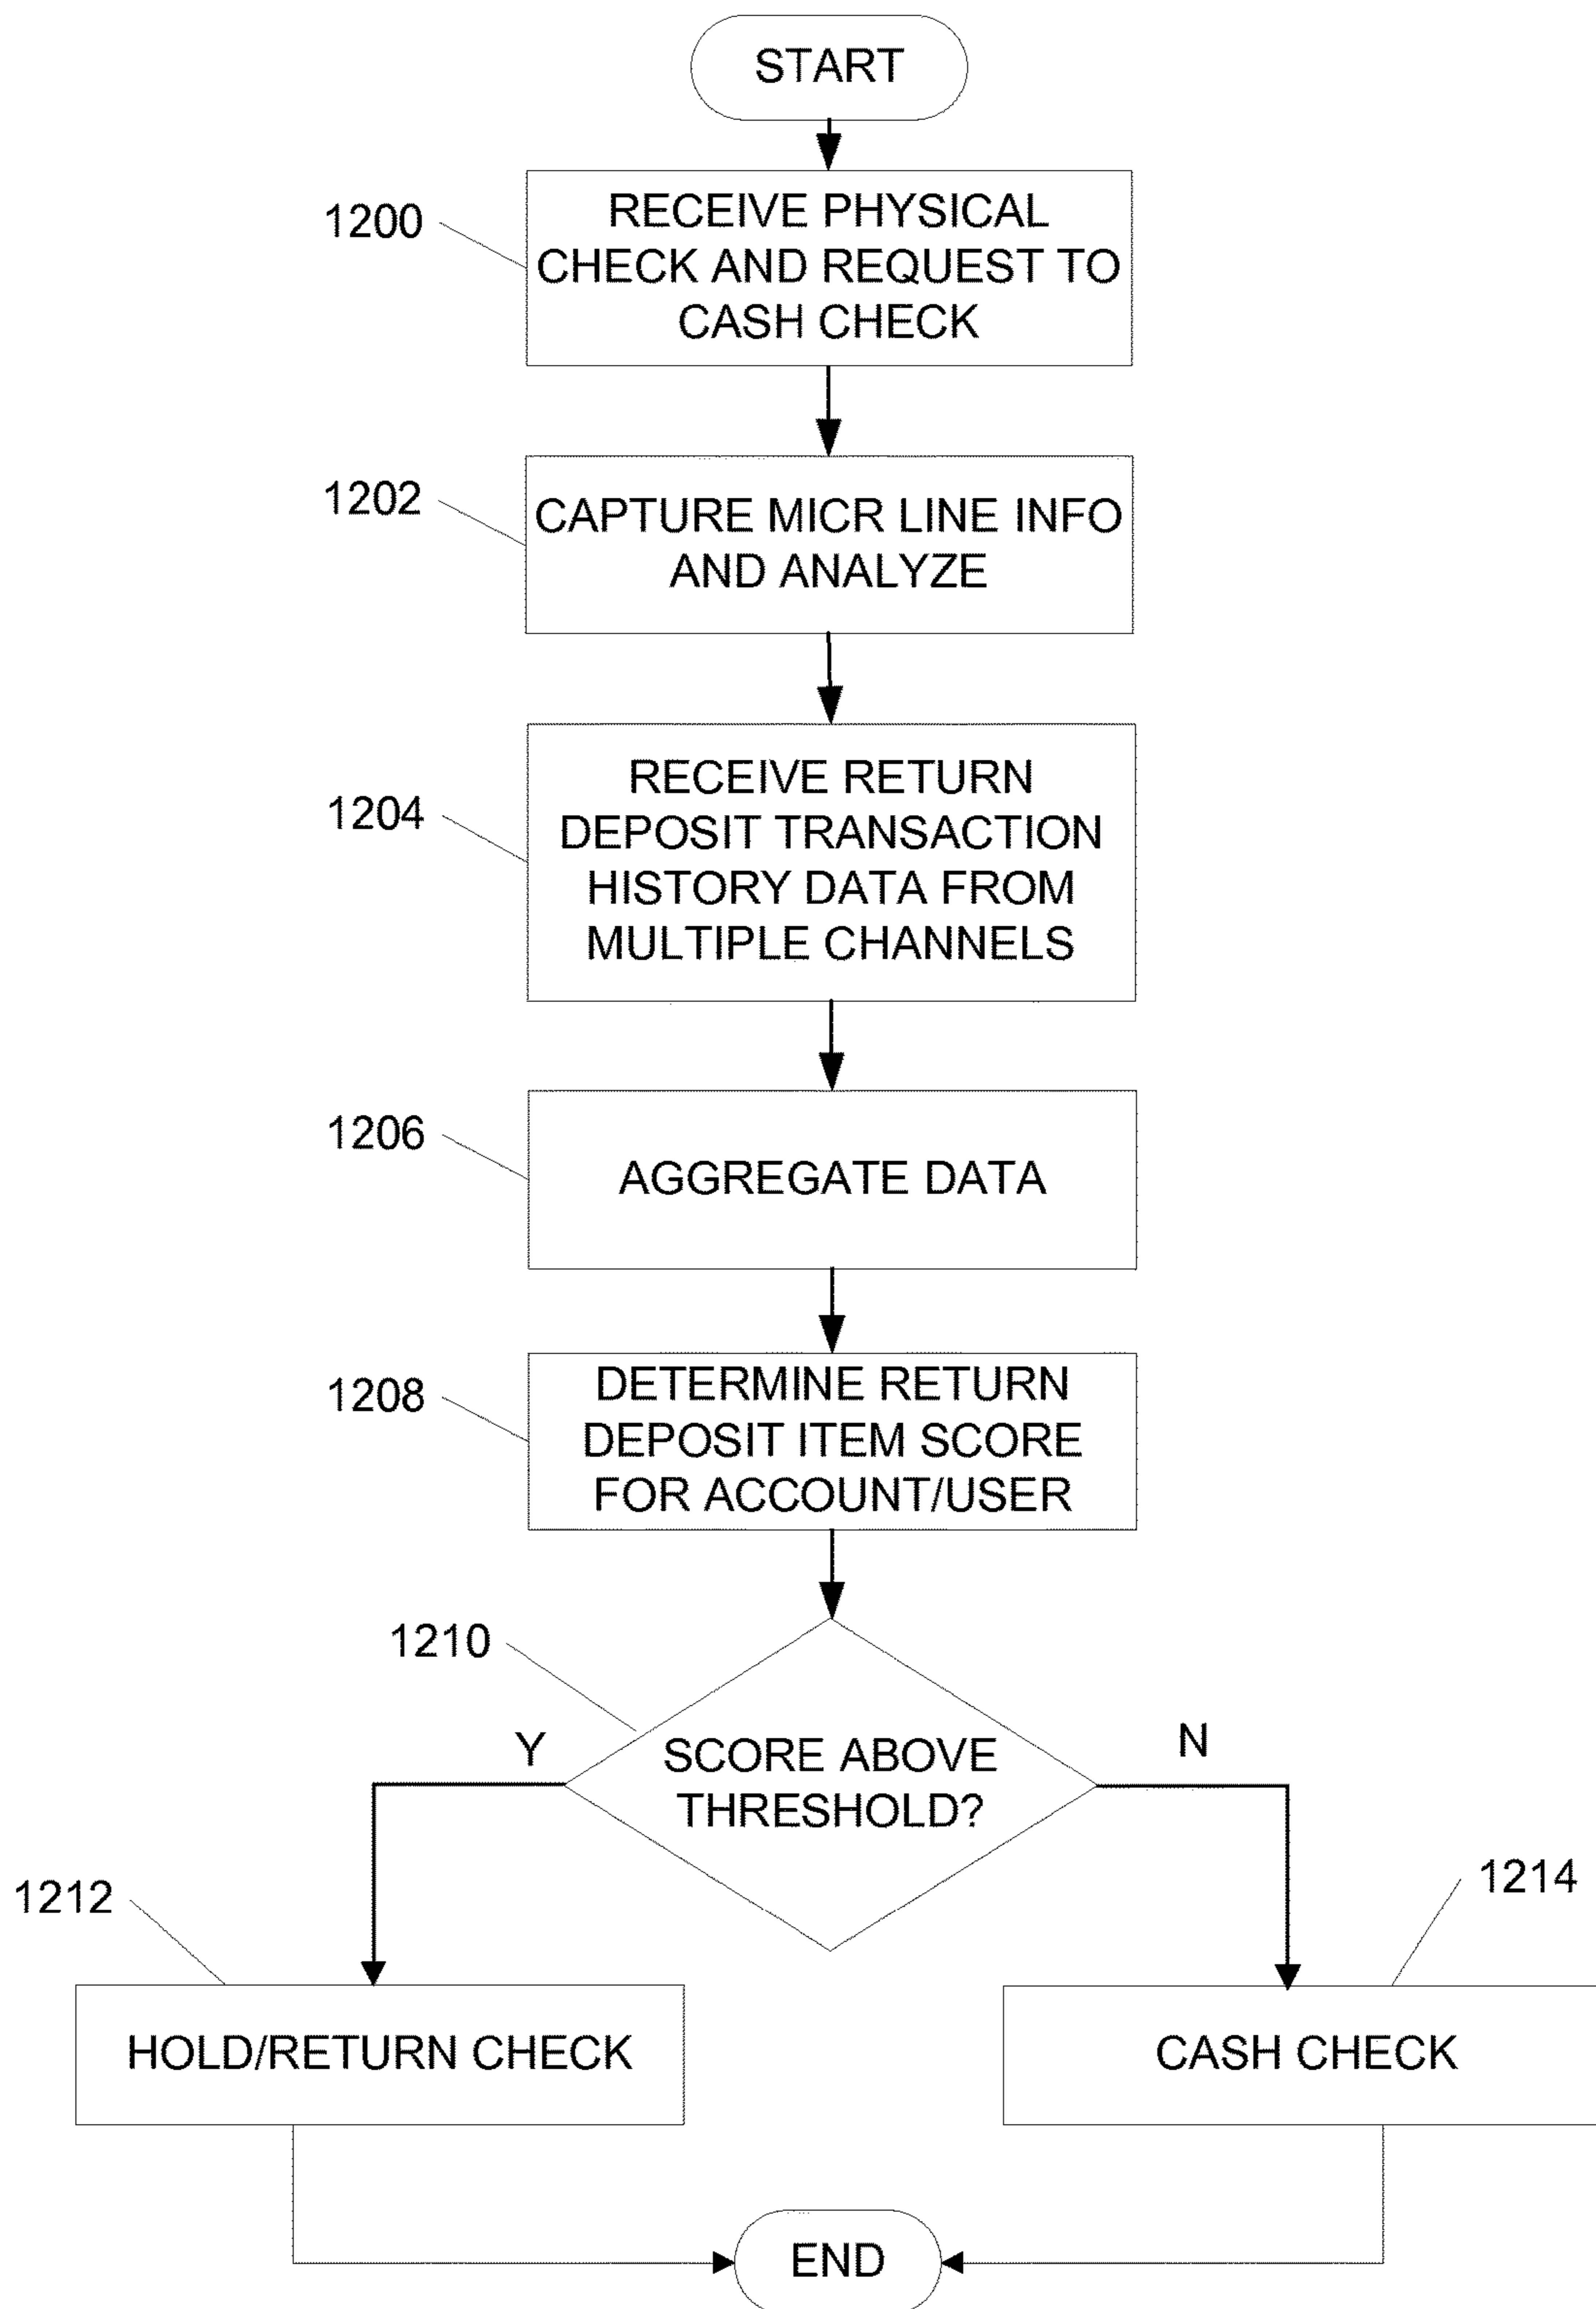 START
1200
RECEIVE PHYSICAL
CHECK AND REQUEST TO
CASH CHECK
1202
CAPTURE MICR LINE INFO
AND ANALYZE
1204
RECEIVE RETURN
DEPOSIT TRANSACTION
HISTORY DATA FROM
MULTIPLE CHANNELS
1206
AGGREGATE DATA
1208
DETERMINE RETURN
DEPOSIT ITEM SCORE
FOR ACCOUNT/USER
1210
SCORE ABOVE
THRESHOLD?
Y
N
1212
HOLD/RETURN CHECK
1214
CASH CHECK
END